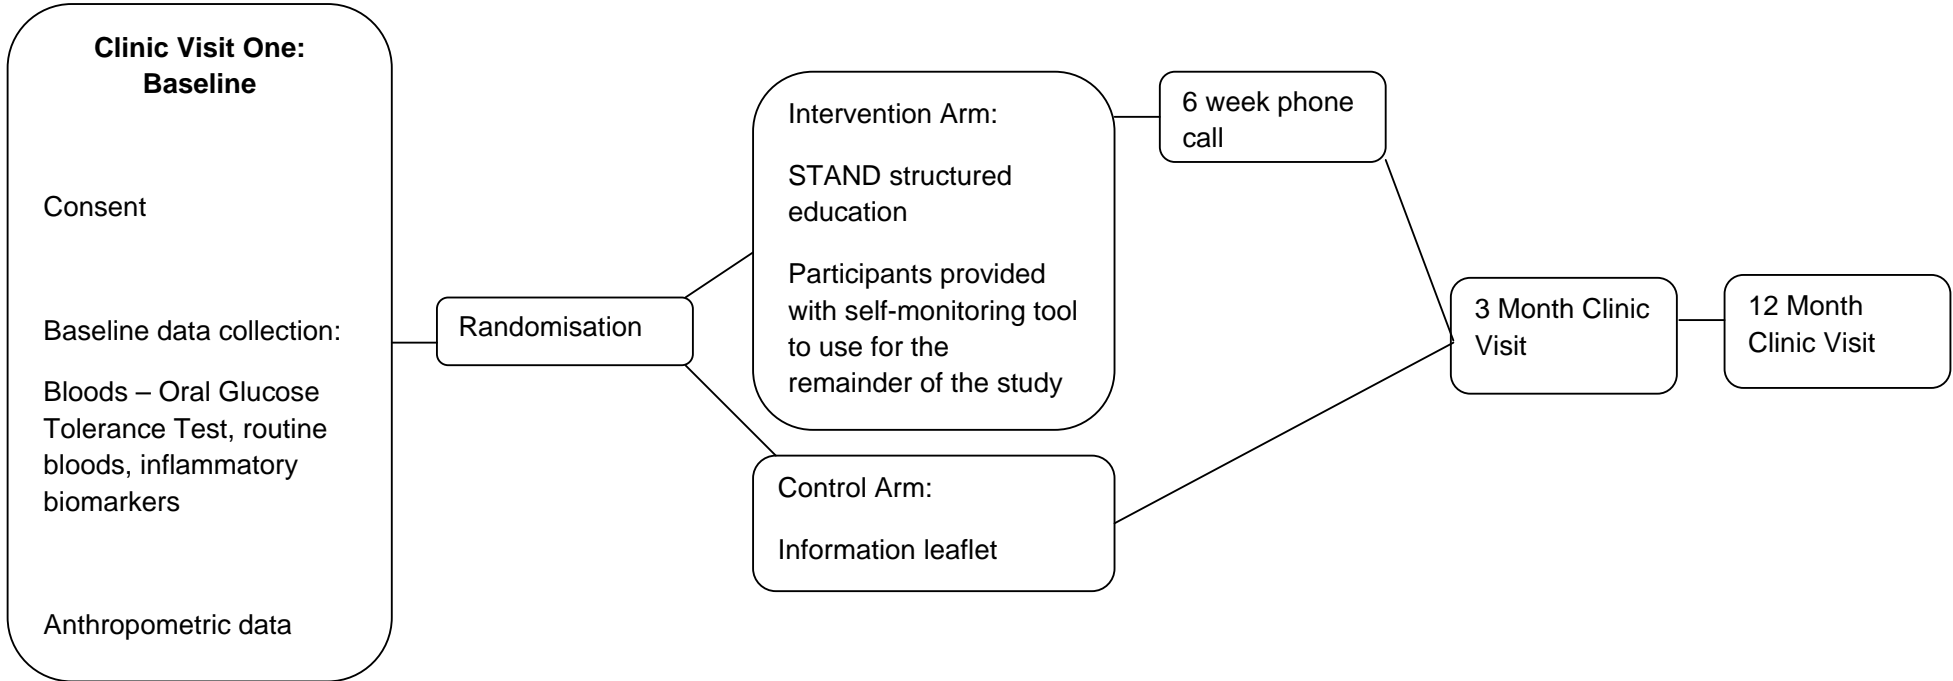 Clinic Visit One:
Baseline
Consent
Baseline data collection:
Bloods – Oral Glucose
Tolerance Test, routine
bloods, inflammatory
biomarkers
Anthropometric data
Randomisation
Intervention Arm:
STAND structured
education
Participants provided
with self-monitoring tool
to use for the
remainder of the study
Control Arm:
Information leaflet
6 week phone
call
3 Month Clinic
Visit
12 Month
Clinic Visit